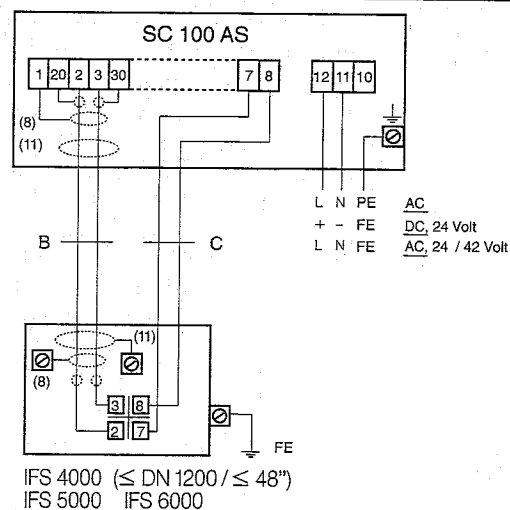 SC 100 AS
1 20 2 3 30 7 8 12 11 10
(8)
(11)
L N PE AC
+ - FE DC, 24 Volt
L N FE AC, 24 / 42 Volt
B C
(11)
(8)
3 8
2 7
FE
IFS 4000 (≤ DN 1200 / ≤ 48")
IFS 5000 IFS 6000